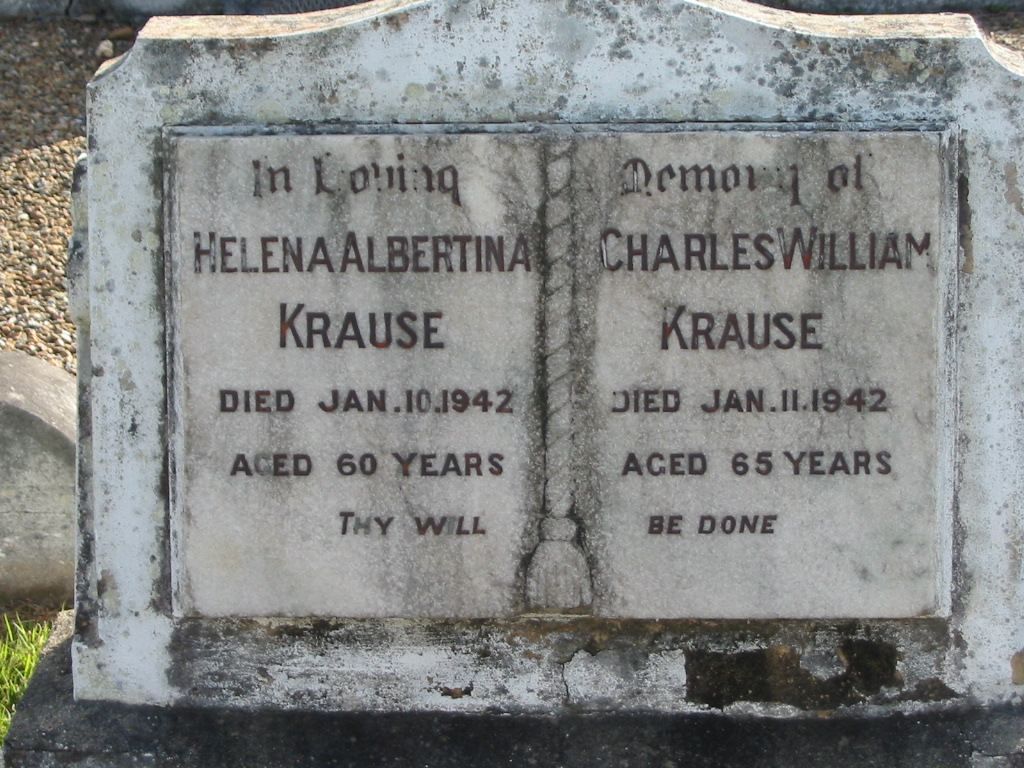 In Loving Memory of
HELENA ALBERTINA
KRAUSE
DIED JAN. 10. 1942
AGED 60 YEARS
CHARLES WILLIAM
KRAUSE
DIED JAN. 11. 1942
AGED 65 YEARS
THY WILL BE DONE